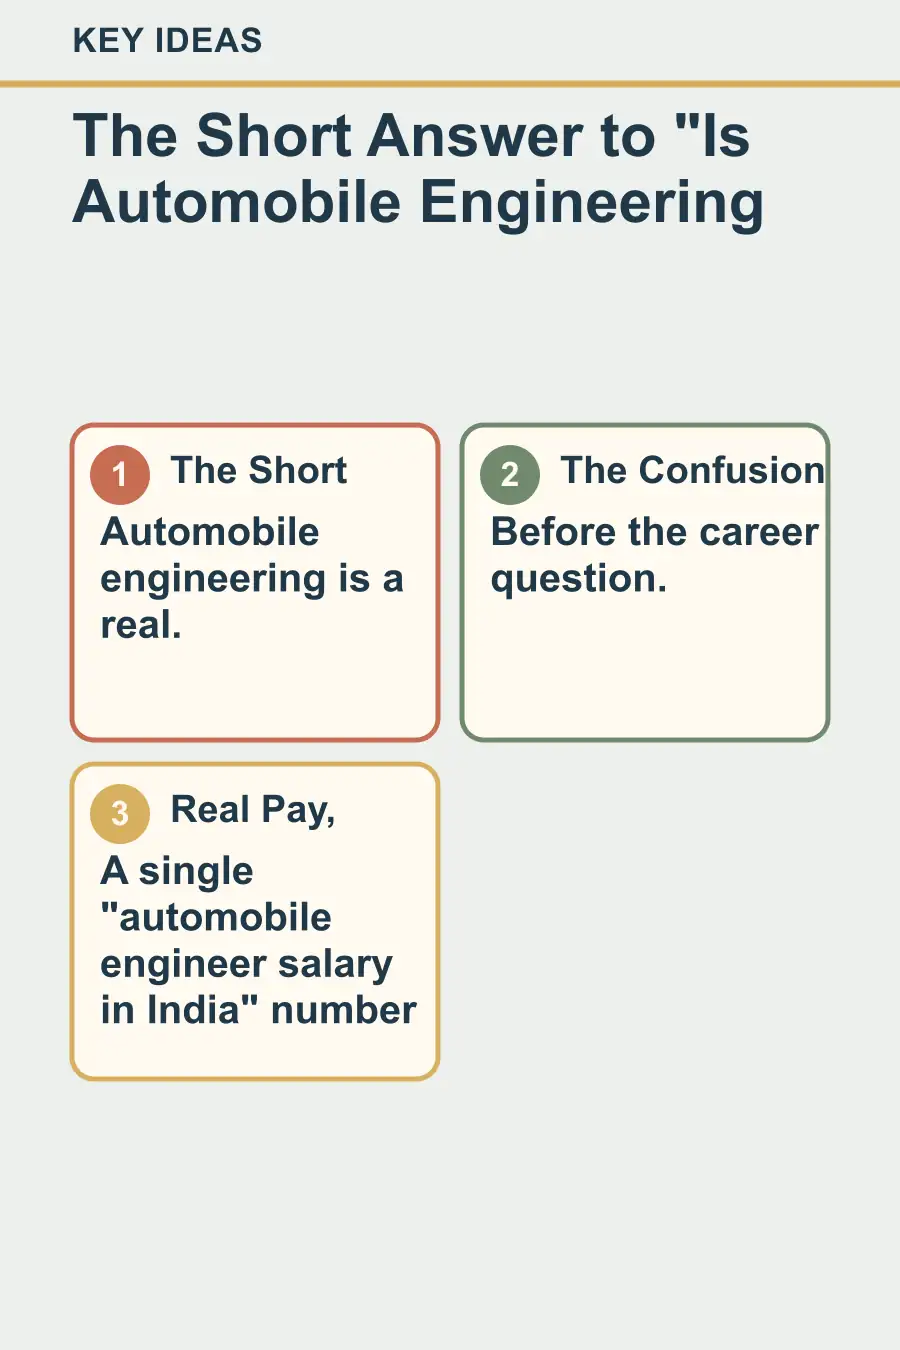 KEY IDEAS
The Short Answer to "Is
Automobile Engineering
1 The Short
Automobile
engineering is a
real.
2 The Confusion
Before the career
question.
3 Real Pay,
A single
"automobile
engineer salary
in India" number